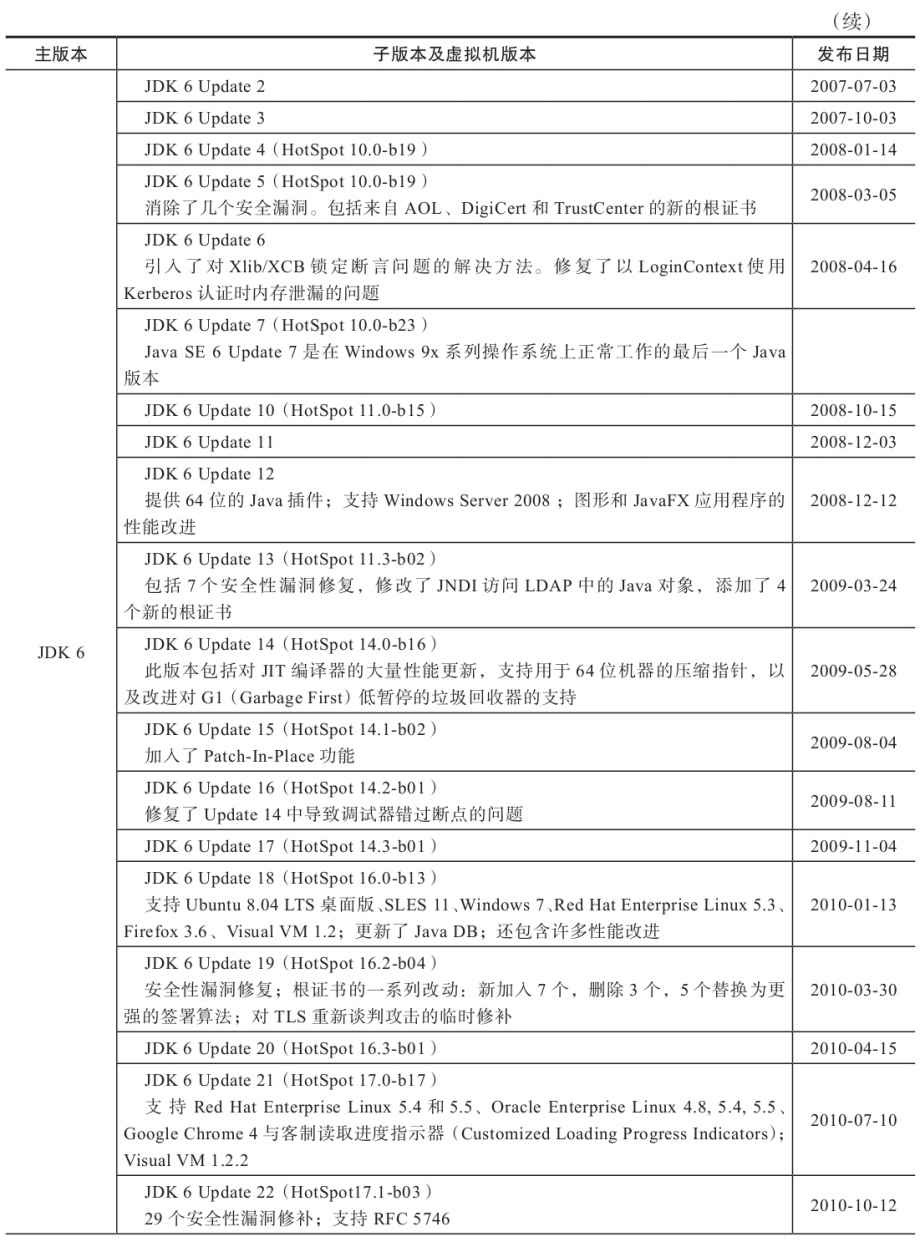 （续）
主版本 子版本及虚拟机版本 发布日期
JDK 6
JDK 6 Update 2 2007-07-03
JDK 6 Update 3 2007-10-03
JDK 6 Update 4（HotSpot 10.0-b19） 2008-01-14
JDK 6 Update 5（HotSpot 10.0-b19）
消除了几个安全漏洞。包括来自 AOL、DigiCert 和 TrustCenter 的新的根证书
2008-03-05
JDK 6 Update 6
引入了对 Xlib/XCB 锁定断言问题的解决方法。修复了以 LoginContext 使用
Kerberos 认证时内存泄漏的问题
2008-04-16
JDK 6 Update 7（HotSpot 10.0-b23）
Java SE 6 Update 7 是在 Windows 9x 系列操作系统上正常工作的最后一个 Java
版本
JDK 6 Update 10（HotSpot 11.0-b15） 2008-10-15
JDK 6 Update 11 2008-12-03
JDK 6 Update 12
提供 64 位的 Java 插件；支持 Windows Server 2008；图形和 JavaFX 应用程序的
性能改进
2008-12-12
JDK 6 Update 13（HotSpot 11.3-b02）
包括 7 个安全性漏洞修复，修改了 JNDI 访问 LDAP 中的 Java 对象，添加了 4
个新的根证书
2009-03-24
JDK 6 Update 14（HotSpot 14.0-b16）
此版本包括对 JIT 编译器的大量性能更新，支持用于 64 位机器的压缩指针，以
及改进对 G1（Garbage First）低暂停的垃圾回收器的支持
2009-05-28
JDK 6 Update 15（HotSpot 14.1-b02）
加入了 Patch-In-Place 功能
2009-08-04
JDK 6 Update 16（HotSpot 14.2-b01）
修复了 Update 14 中导致调试器错过断点的问题
2009-08-11
JDK 6 Update 17（HotSpot 14.3-b01） 2009-11-04
JDK 6 Update 18（HotSpot 16.0-b13）
支持 Ubuntu 8.04 LTS 桌面版、SLES 11、Windows 7、Red Hat Enterprise Linux 5.3、
Firefox 3.6、Visual VM 1.2；更新了 Java DB；还包含许多性能改进
2010-01-13
JDK 6 Update 19（HotSpot 16.2-b04）
安全性漏洞修复；根证书的一系列改动：新加入 7 个，删除 3 个，5 个替换为更
强的签署算法；对 TLS 重新谈判攻击的临时修补
2010-03-30
JDK 6 Update 20（HotSpot 16.3-b01） 2010-04-15
JDK 6 Update 21（HotSpot 17.0-b17）
支持 Red Hat Enterprise Linux 5.4 和 5.5、Oracle Enterprise Linux 4.8, 5.4, 5.5、
Google Chrome 4 与客制读取进度指示器（Customized Loading Progress Indicators）；
Visual VM 1.2.2
2010-07-10
JDK 6 Update 22（HotSpot17.1-b03）
29 个安全性漏洞修补；支持 RFC 5746
2010-10-12